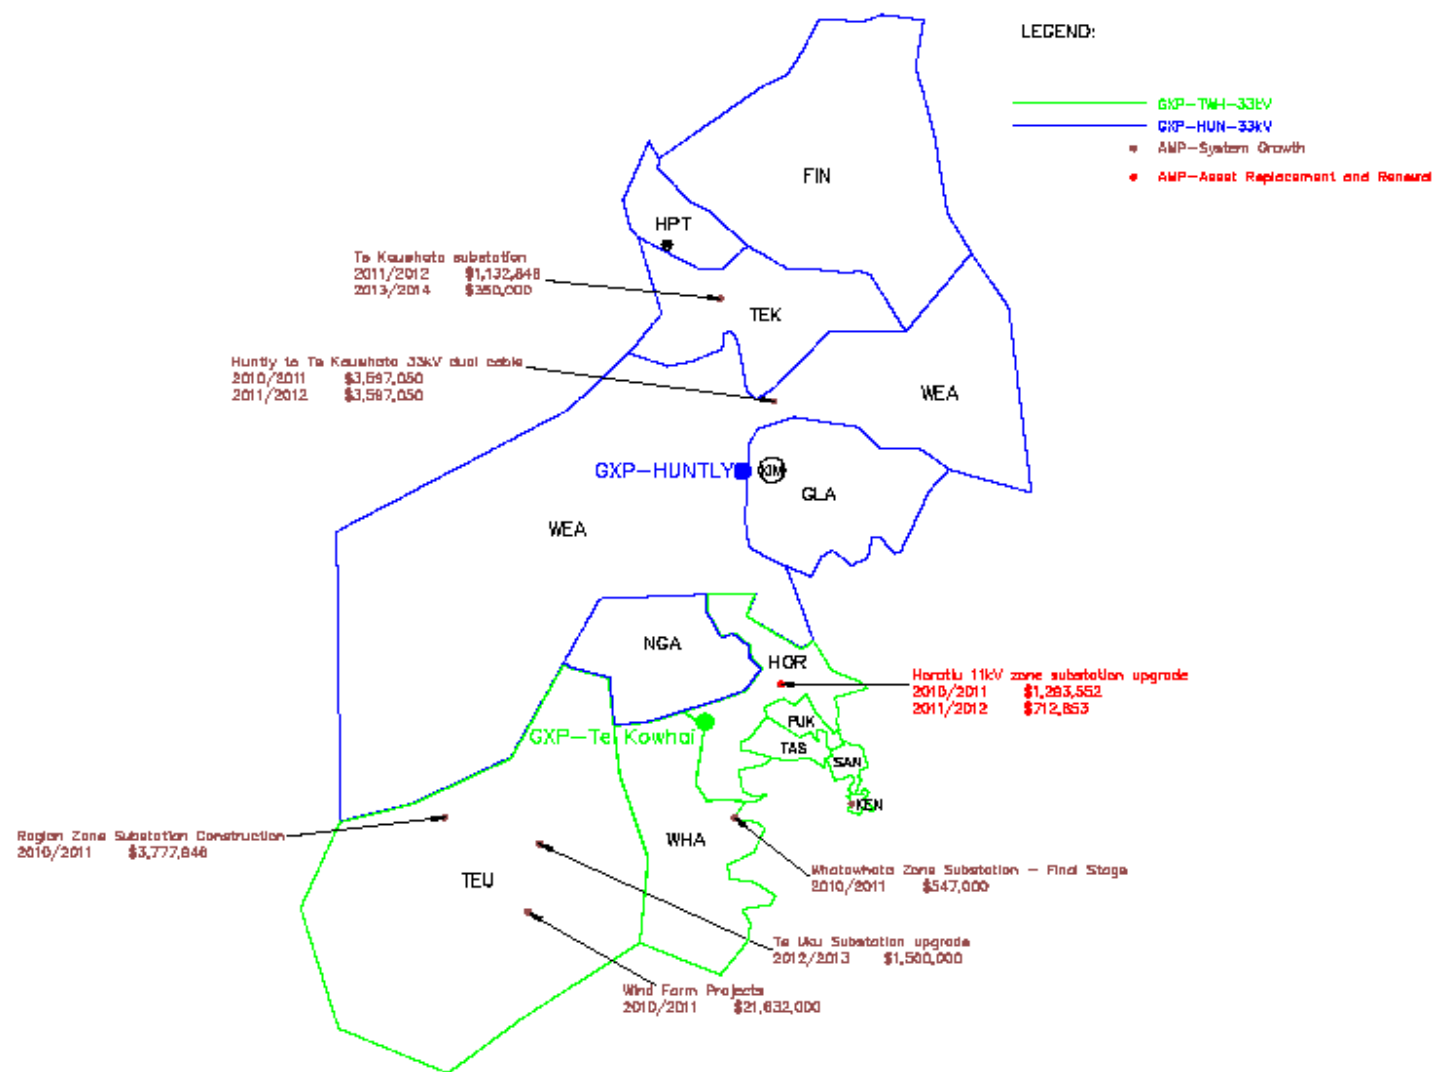 LEGEND:
GXP-TWH-33kV
GXP-HUN-33kV
AMP-System Growth
AMP-Asset Replacement and Renewal
FIN
HPT
Te Kauwhata substation
2011/2012 $1,132,848
2013/2014 $350,000
TEK
Huntly to Te Kauwhata 33kV dual cable
2010/2011 $3,597,050
2011/2012 $3,597,050
WEA
GXP-HUNTLY
KIM
GLA
WEA
NGA
HOR
Horotiu 11kV zone substation upgrade
2010/2011 $1,283,552
2011/2012 $712,853
PUK
GXP-Te Kowhai
TAS
SAN
KEN
Raglan Zone Substation Construction
2010/2011 $3,777,848
WHA
TEU
Whatawhata Zone Substation - Final Stage
2010/2011 $547,000
Te Uku Substation upgrade
2012/2013 $1,500,000
Wind Farm Projects
2010/2011 $21,632,000